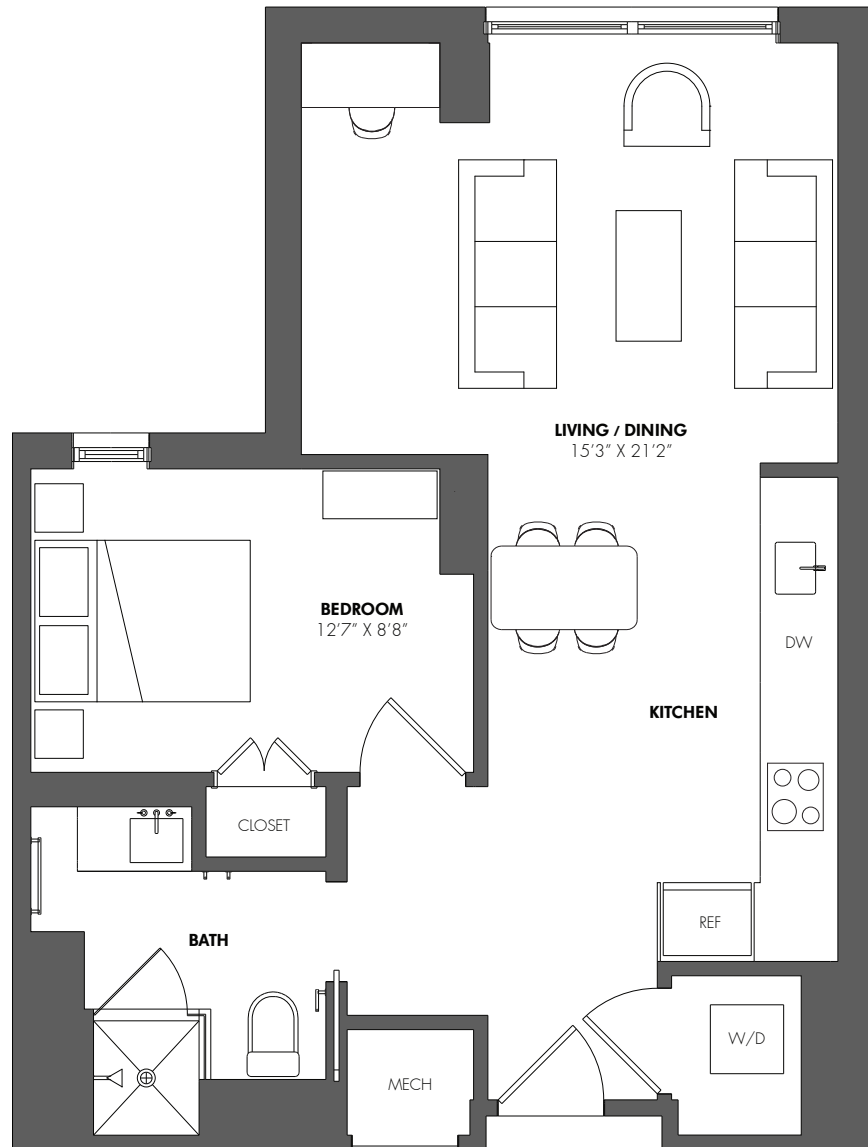 LIVING / DINING
15'3" X 21'2"
BEDROOM
12'7" X 8'8"
DW
KITCHEN
CLOSET
REF
BATH
W/D
MECH